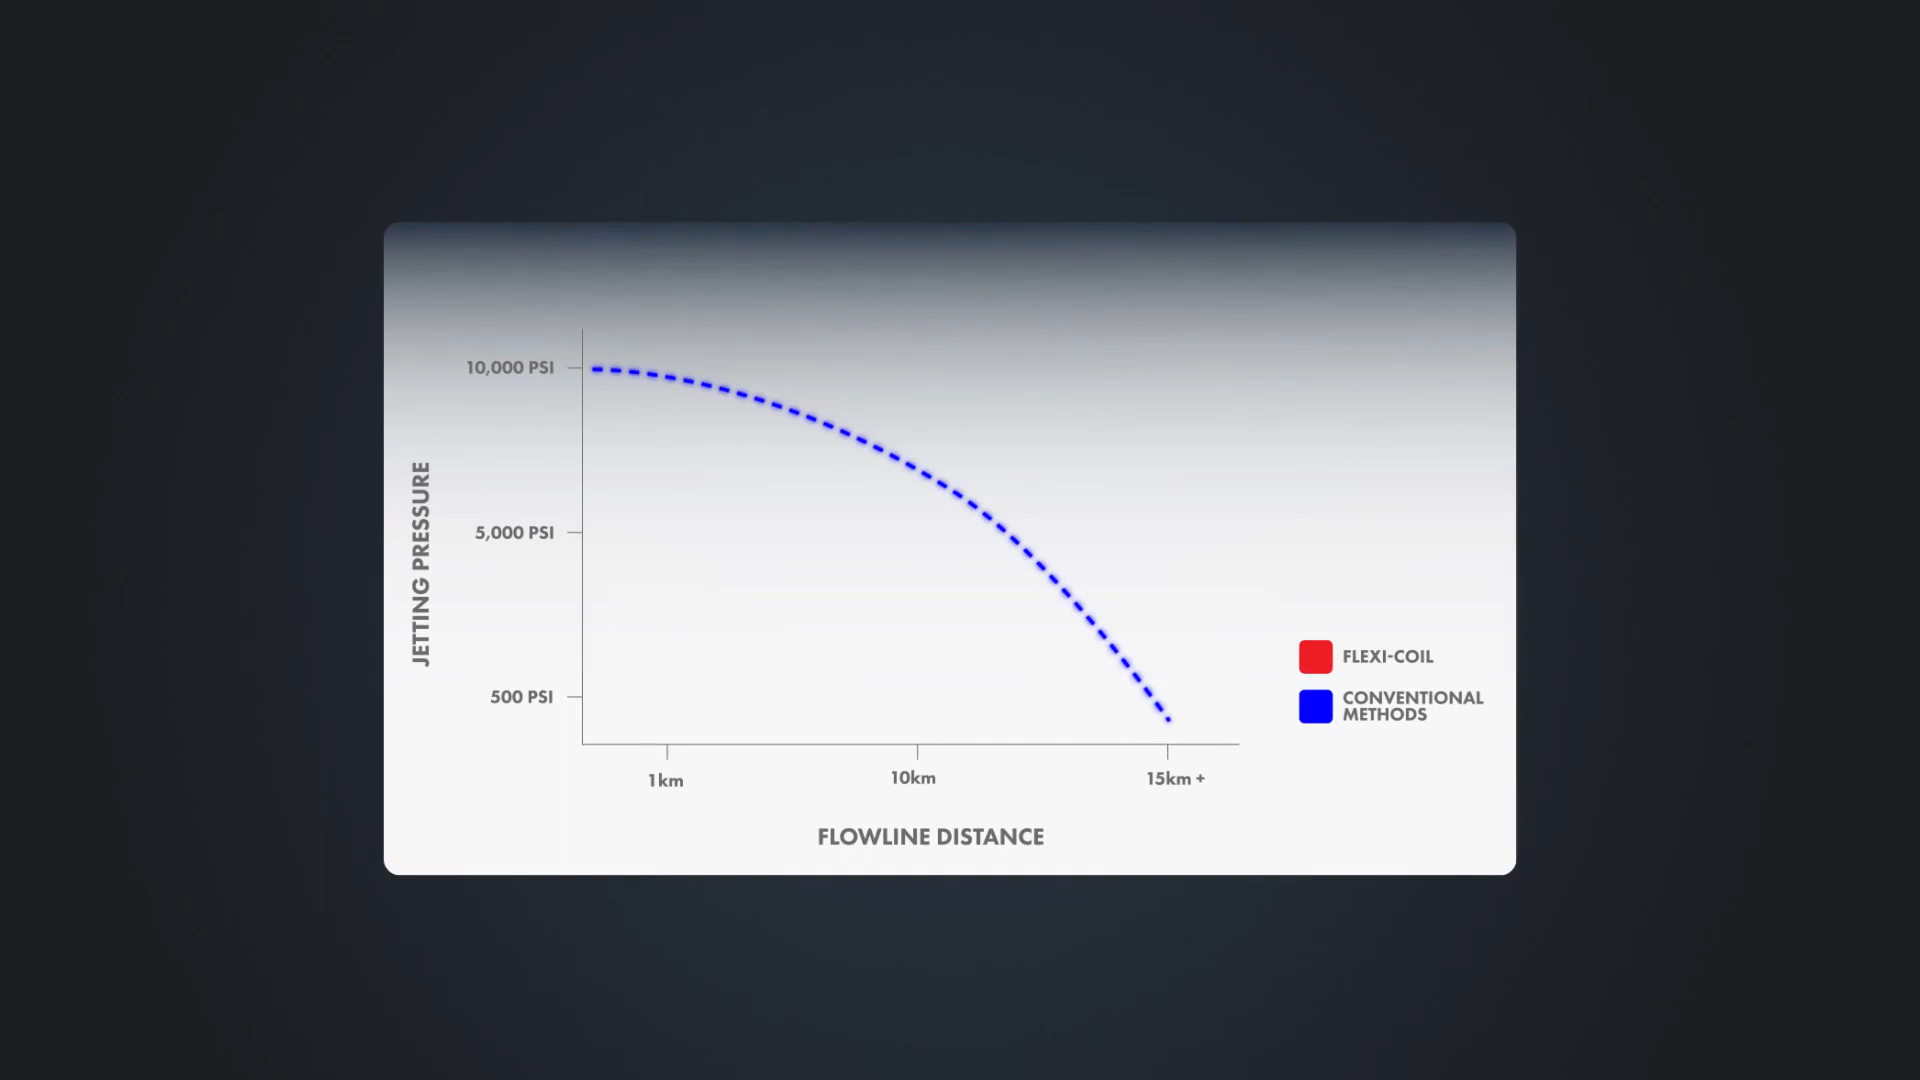 10,000 PSI
5,000 PSI
500 PSI
JETTING PRESSURE
1km
10km
15km +
FLOWLINE DISTANCE
FLEXI-COIL
CONVENTIONAL
METHODS